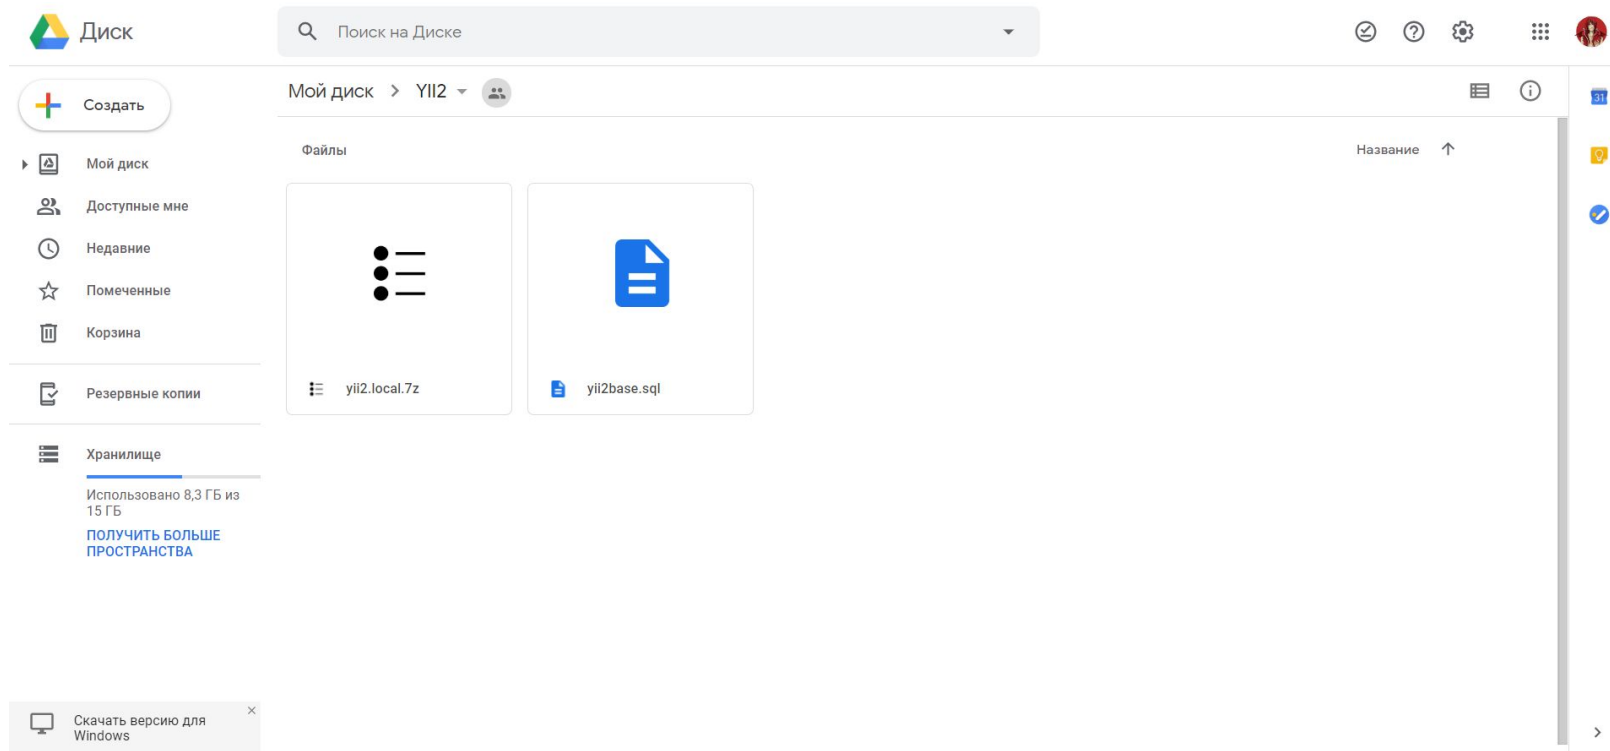 Диск
Поиск на Диске
Создать
Мой диск > YII2
Мой диск
Доступные мне
Недавние
Помеченные
Корзина
Резервные копии
Хранилище
Использовано 8,3 ГБ из
15 ГБ
ПОЛУЧИТЬ БОЛЬШЕ
ПРОСТРАНСТВА
Скачать версию для
Windows
Файлы
Название
yii2.local.7z
yii2base.sql
31